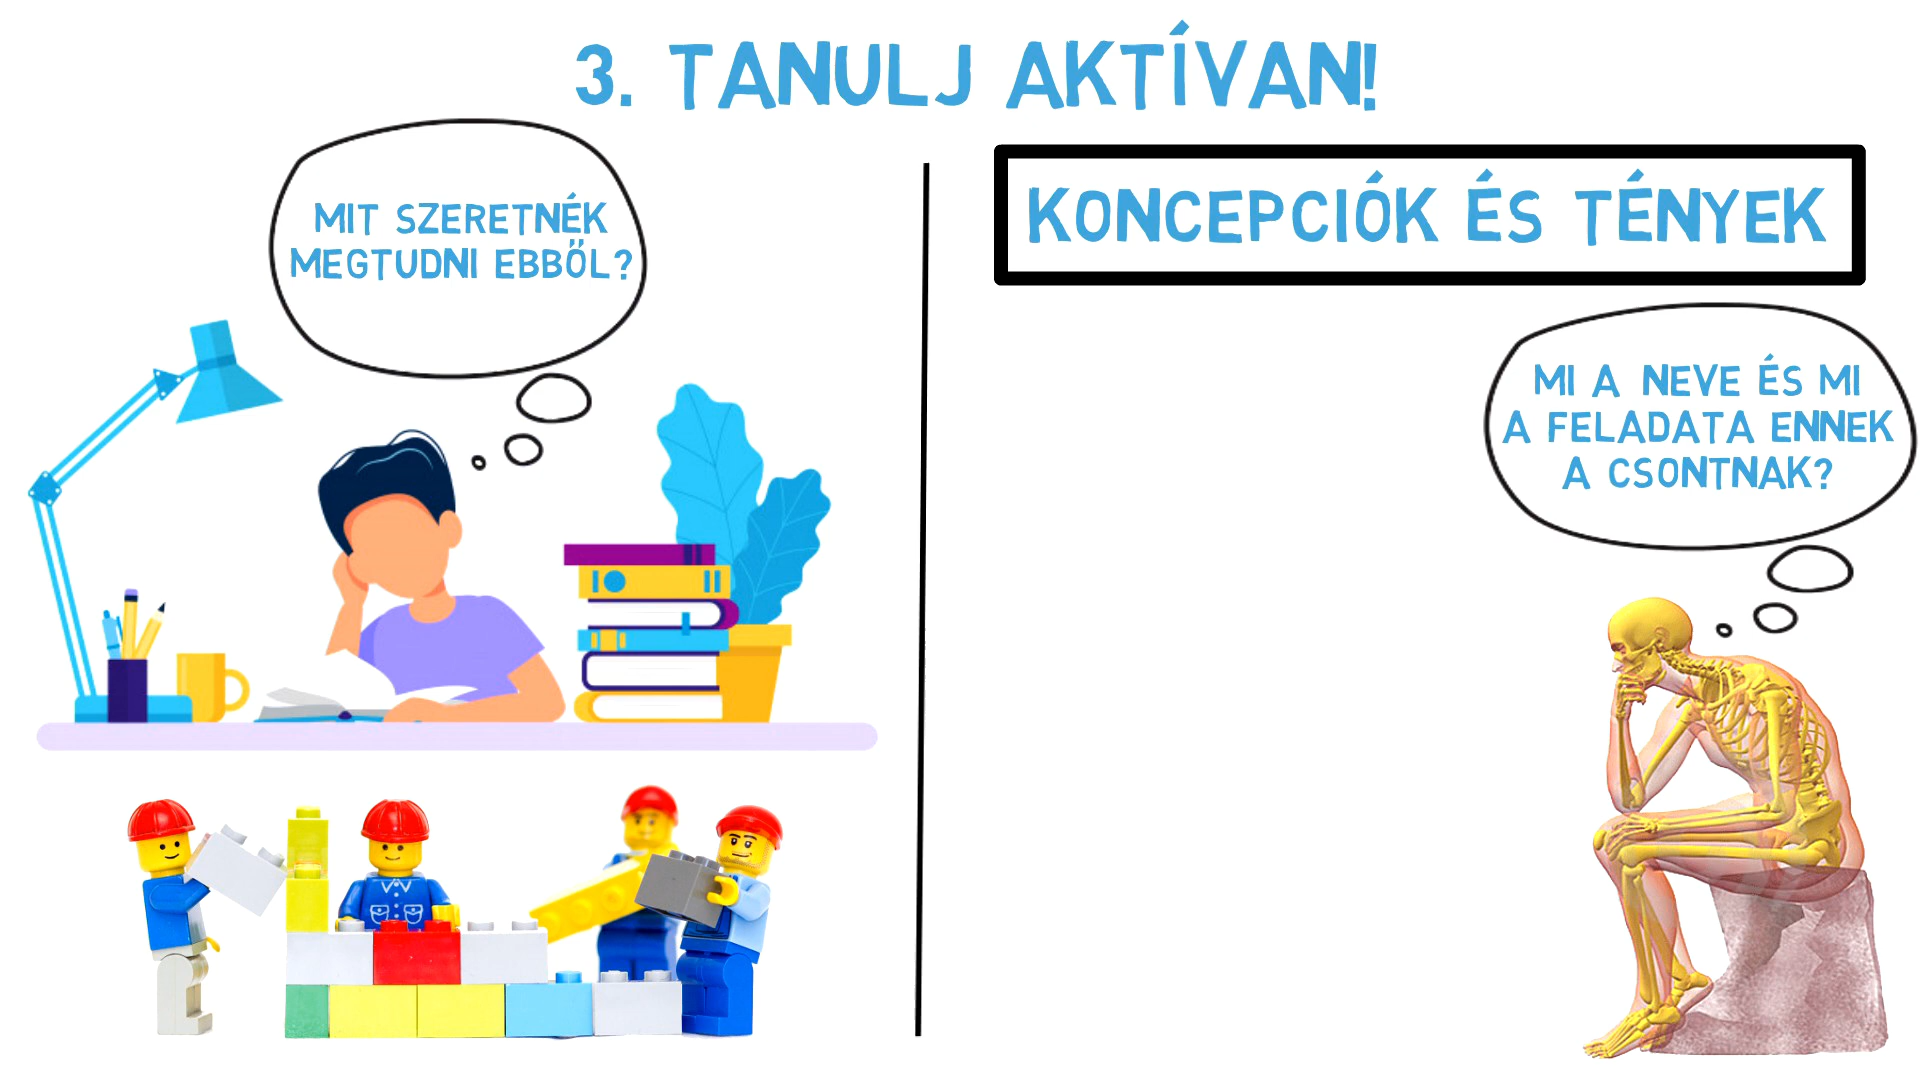 3. TANULJ AKTÍVAN!
MIT SZERETNÉK
MEGTUDNI EBBŐL?
KONCEPCIÓK ÉS TÉNYEK
MI A NEVE ÉS MI
A FELADATA ENNEK
A CSONTNAK?